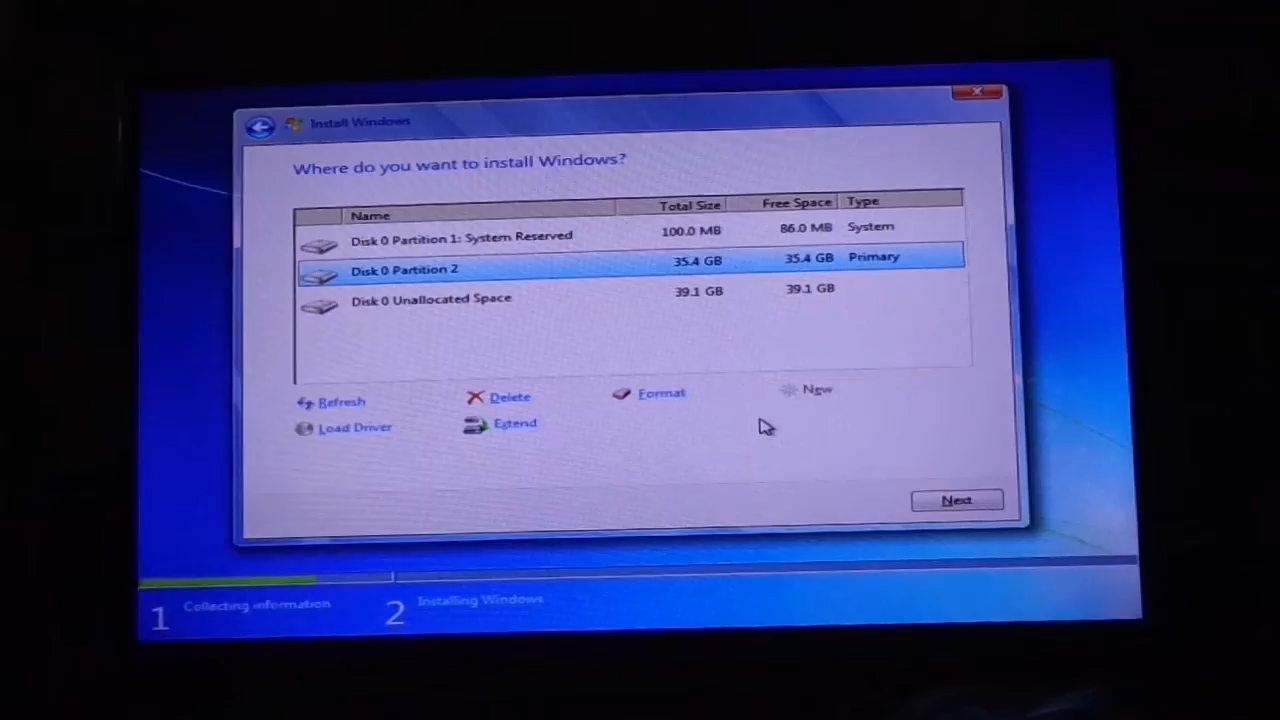 Install Windows
Where do you want to install Windows?
Name Total Size Free Space Type
Disk 0 Partition 1: System Reserved 100.0 MB 86.0 MB System
Disk 0 Partition 2 35.4 GB 35.4 GB Primary
Disk 0 Unallocated Space 39.1 GB 39.1 GB
Refresh Delete Format New
Load Driver Extend
Next
1 Collecting information 2 Installing Windows